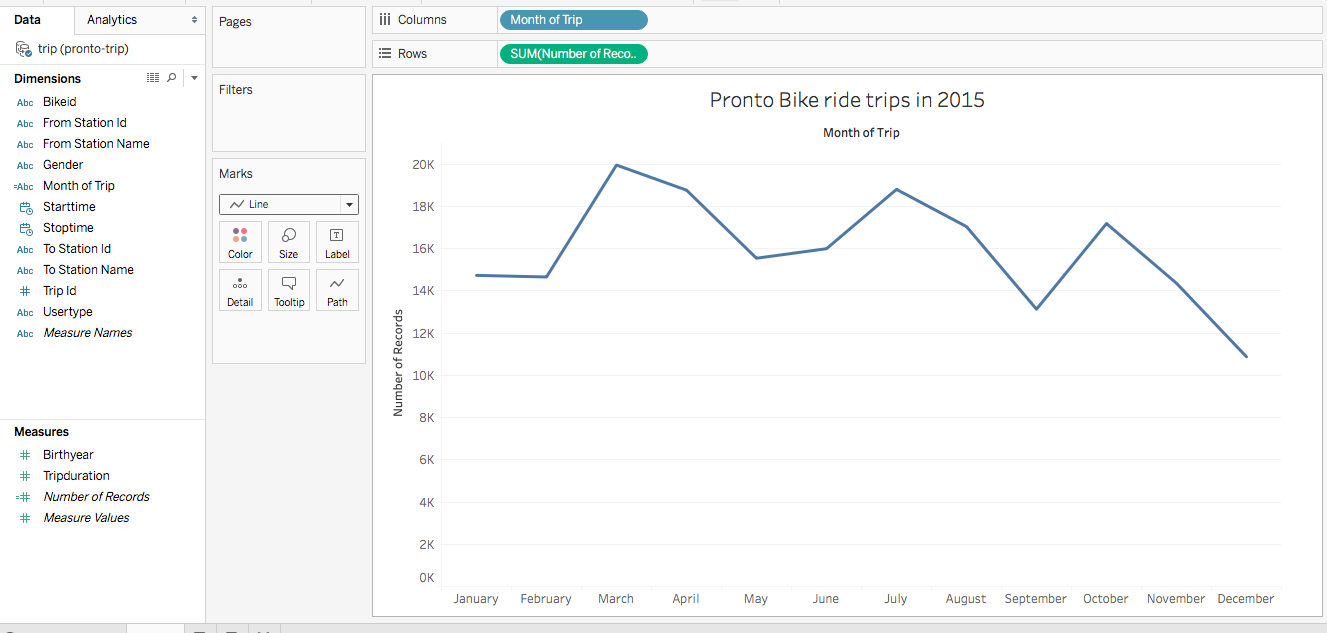 Data
Analytics
trip (pronto-trip)
Dimensions
Abc Bikeid
Abc From Station Id
Abc From Station Name
Abc Gender
=Abc Month of Trip
Starttime
Stoptime
Abc To Station Id
Abc To Station Name
# Trip Id
Abc Usertype
Abc Measure Names
Measures
# Birthyear
# Tripduration
=# Number of Records
# Measure Values
Pages
Filters
Marks
Line
Color Size Label
Detail Tooltip Path
Columns Month of Trip
Rows SUM(Number of Reco..
Pronto Bike ride trips in 2015
Month of Trip
Number of Records
20K
18K
16K
14K
12K
10K
8K
6K
4K
2K
0K
January February March April May June July August September October November December